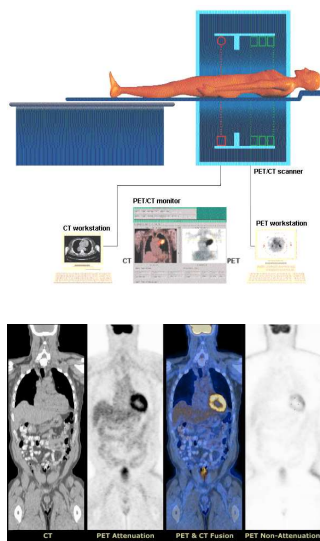 PET/CT scanner
PET/CT monitor
CT workstation
PET workstation
CT
PET
CT
PET Attenuation
PET & CT Fusion
PET Non-Attenuation